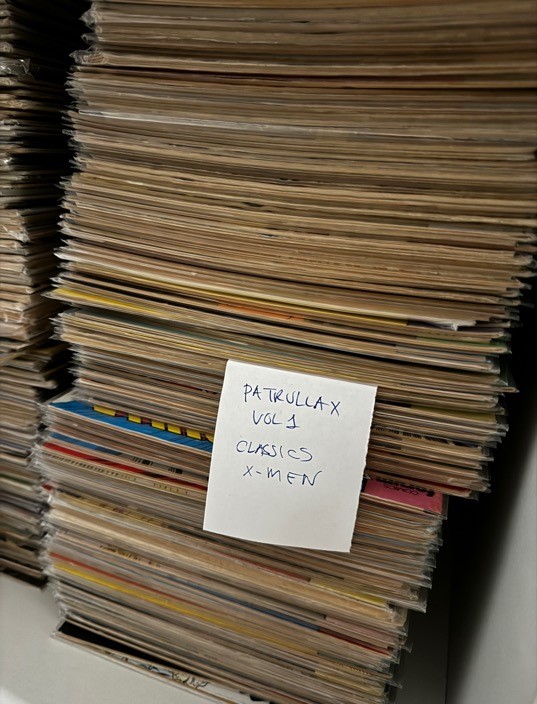 PATRULLA X
VOL 1
CLASSICS
X-MEN